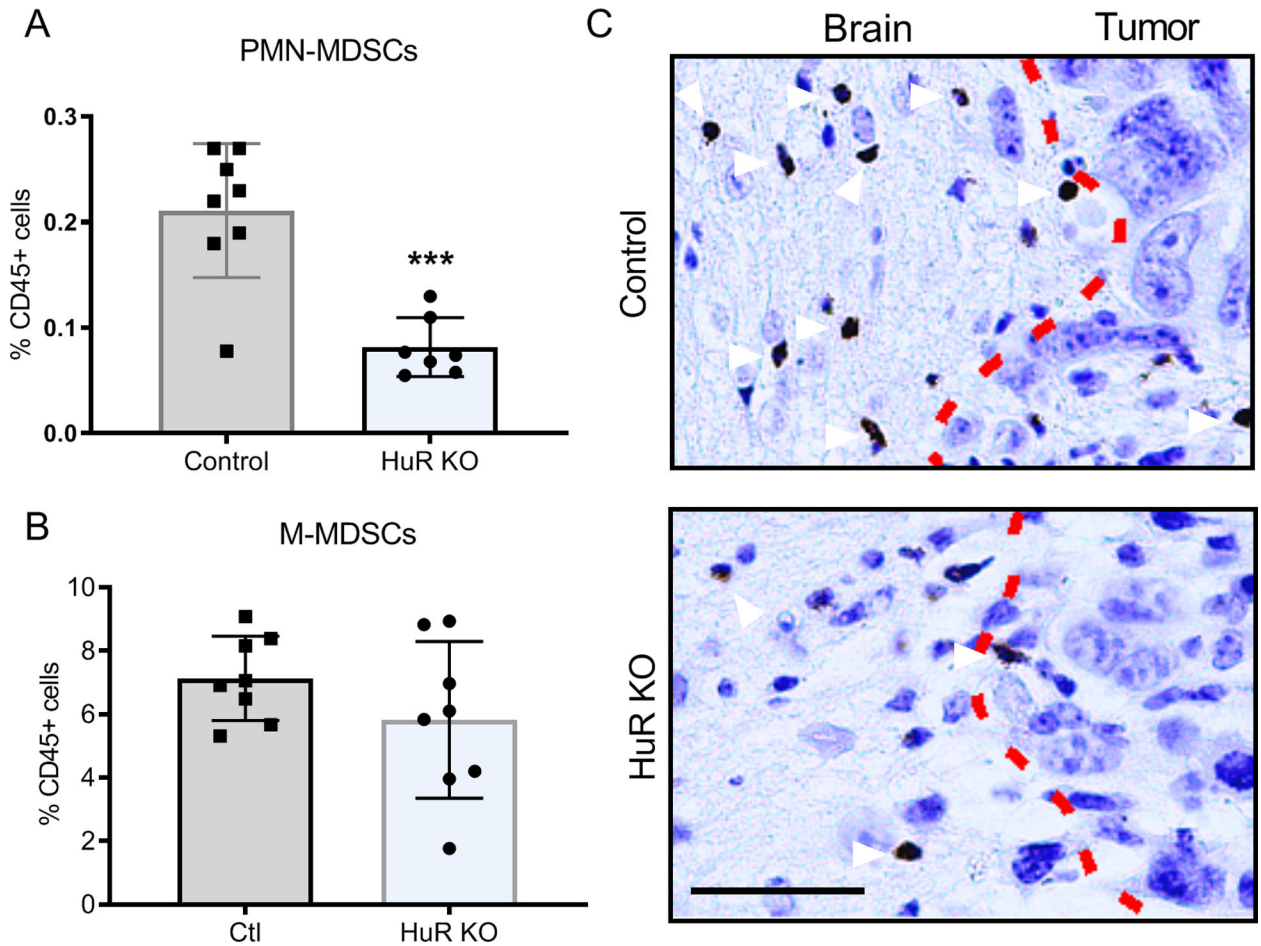 A
PMN-MDSCs
% CD45+ cells
0.3
0.2
0.1
0.0
***
Control
HuR KO
B
M-MDSCs
% CD45+ cells
10
8
6
4
2
0
Ctl
HuR KO
C
Brain
Tumor
Control
HuR KO